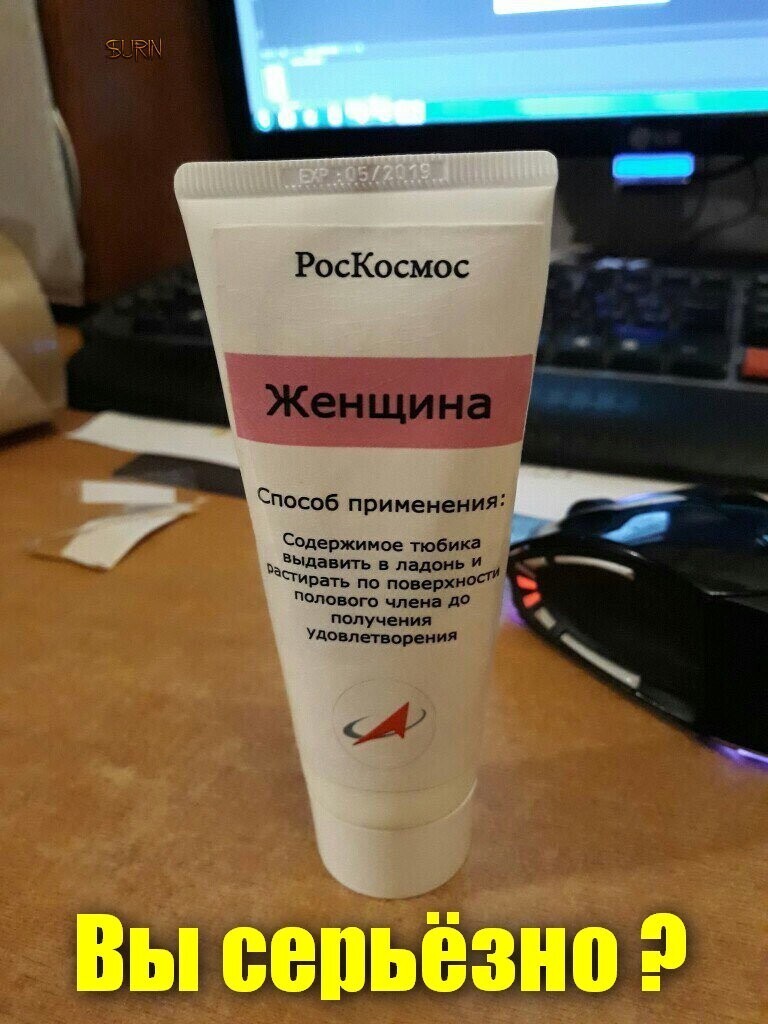 SURIN
EXP :05/2019
РосКосмос
Женщина
Способ применения:
Содержимое тюбика
выдавить в ладонь и
растирать по поверхности
полового члена до
получения
удовлетворения
Вы серьёзно ?